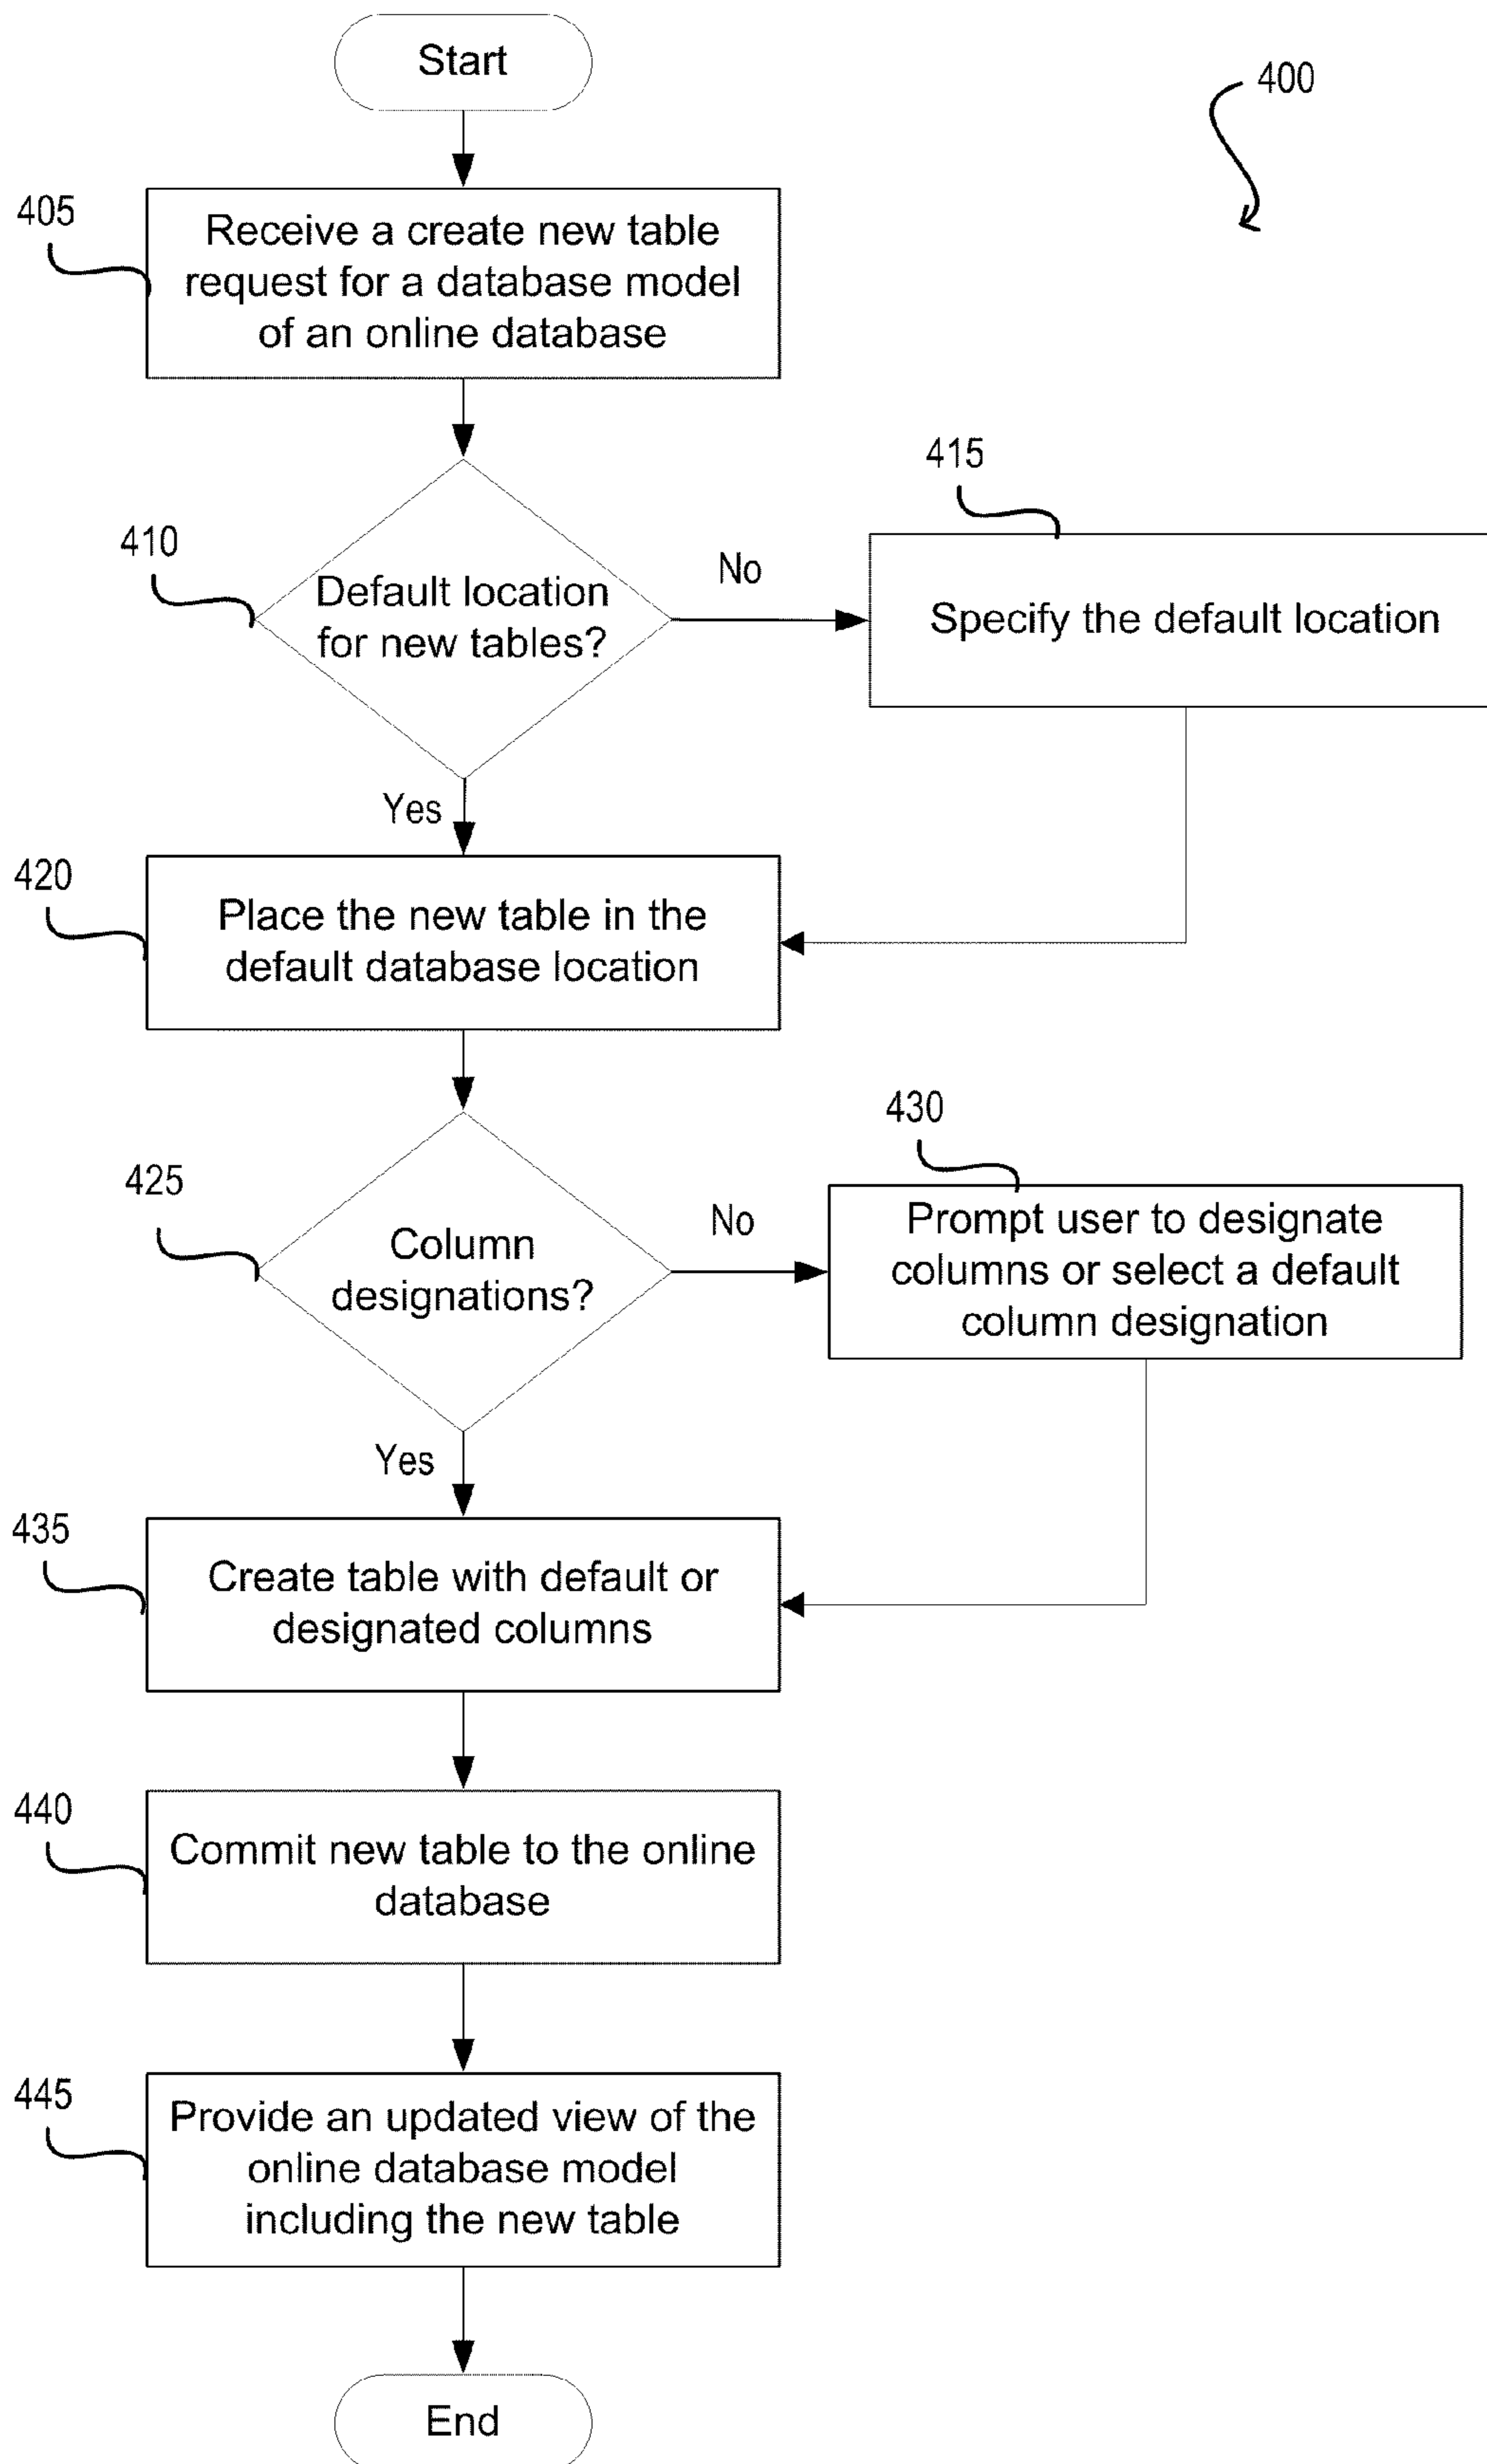 Start
400
405
Receive a create new table
request for a database model
of an online database
410
Default location
for new tables?
No
415
Specify the default location
Yes
420
Place the new table in the
default database location
425
Column
designations?
No
430
Prompt user to designate
columns or select a default
column designation
Yes
435
Create table with default or
designated columns
440
Commit new table to the online
database
445
Provide an updated view of the
online database model
including the new table
End